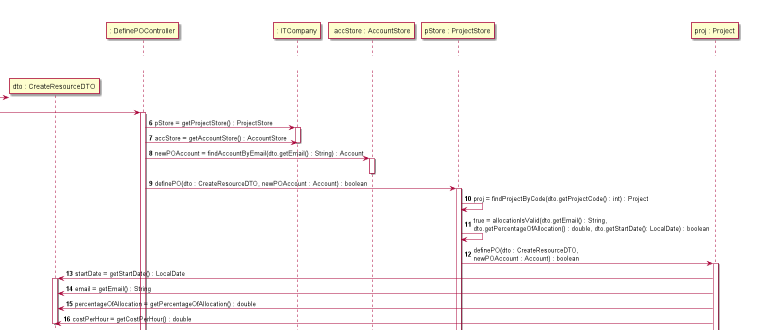 : DefinePOController
: ITCompany
accStore : AccountStore
pStore : ProjectStore
proj : Project
dto : CreateResourceDTO
6 pStore = getProjectStore() : ProjectStore
7 accStore = getAccountStore() : AccountStore
8 newPOAccount = findAccountByEmail(dto.getEmail() : String) : Account
9 definePO(dto : CreateResourceDTO, newPOAccount : Account) : boolean
10 proj = findProjectByCode(dto.getProjectCode() : int) : Project
11 true = allocationIsValid(dto.getEmail() : String,
dto.getPercentageOfAllocation() : double, dto.getStartDate(): LocalDate) : boolean
12 definePO(dto : CreateResourceDTO,
newPOAccount : Account) : boolean
13 startDate = getStartDate() : LocalDate
14 email = getEmail() : String
15 percentageOfAllocation = getPercentageOfAllocation() : double
16 costPerHour = getCostPerHour() : double